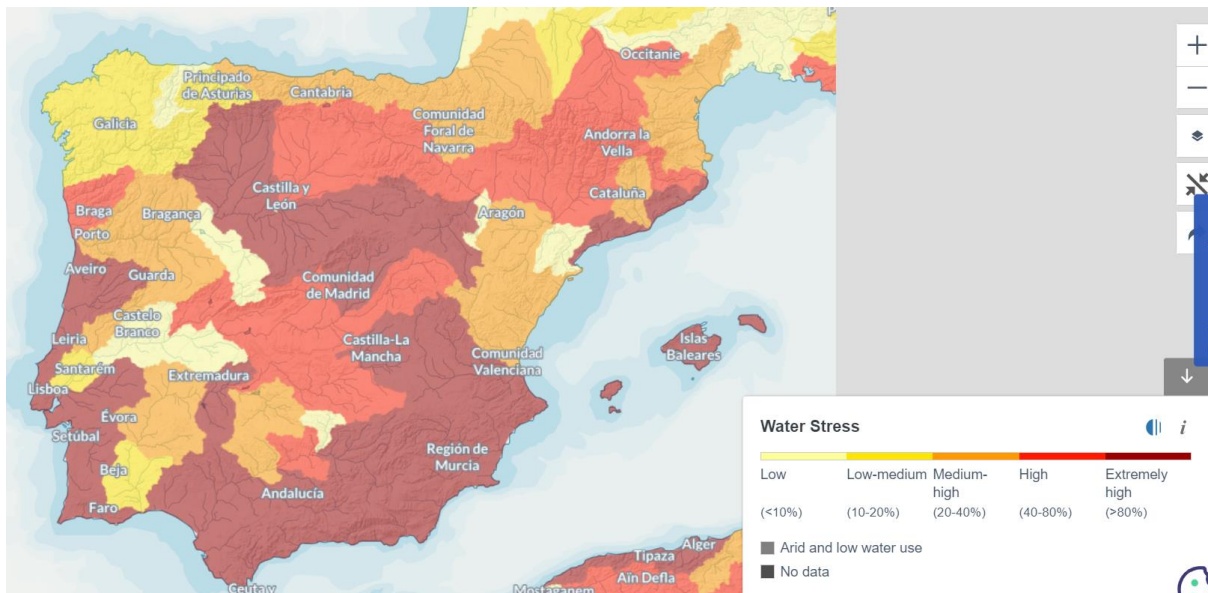 Occitanie
Principado
de Asturias
Cantabria
Galicia
Comunidad
Foral de
Navarra
Andorra la
Vella
Castilla y
León
Cataluña
Braga
Bragança
Aragón
Porto
Aveiro
Guarda
Comunidad
de Madrid
Castelo
Branco
Leiria
Castilla-La
Mancha
Islas
Baleares
Comunidad
Valenciana
Santarém
Extremadura
Lisboa
Évora
Setúbal
Región de
Murcia
Beja
Andalucía
Faro
Alger
Tipaza
Aïn Defla
Mostaganem
Ceuta y
Water Stress
i
Low
Low-medium
Medium-
high
High
Extremely
high
(<10%)
(10-20%)
(20-40%)
(40-80%)
(>80%)
Arid and low water use
No data